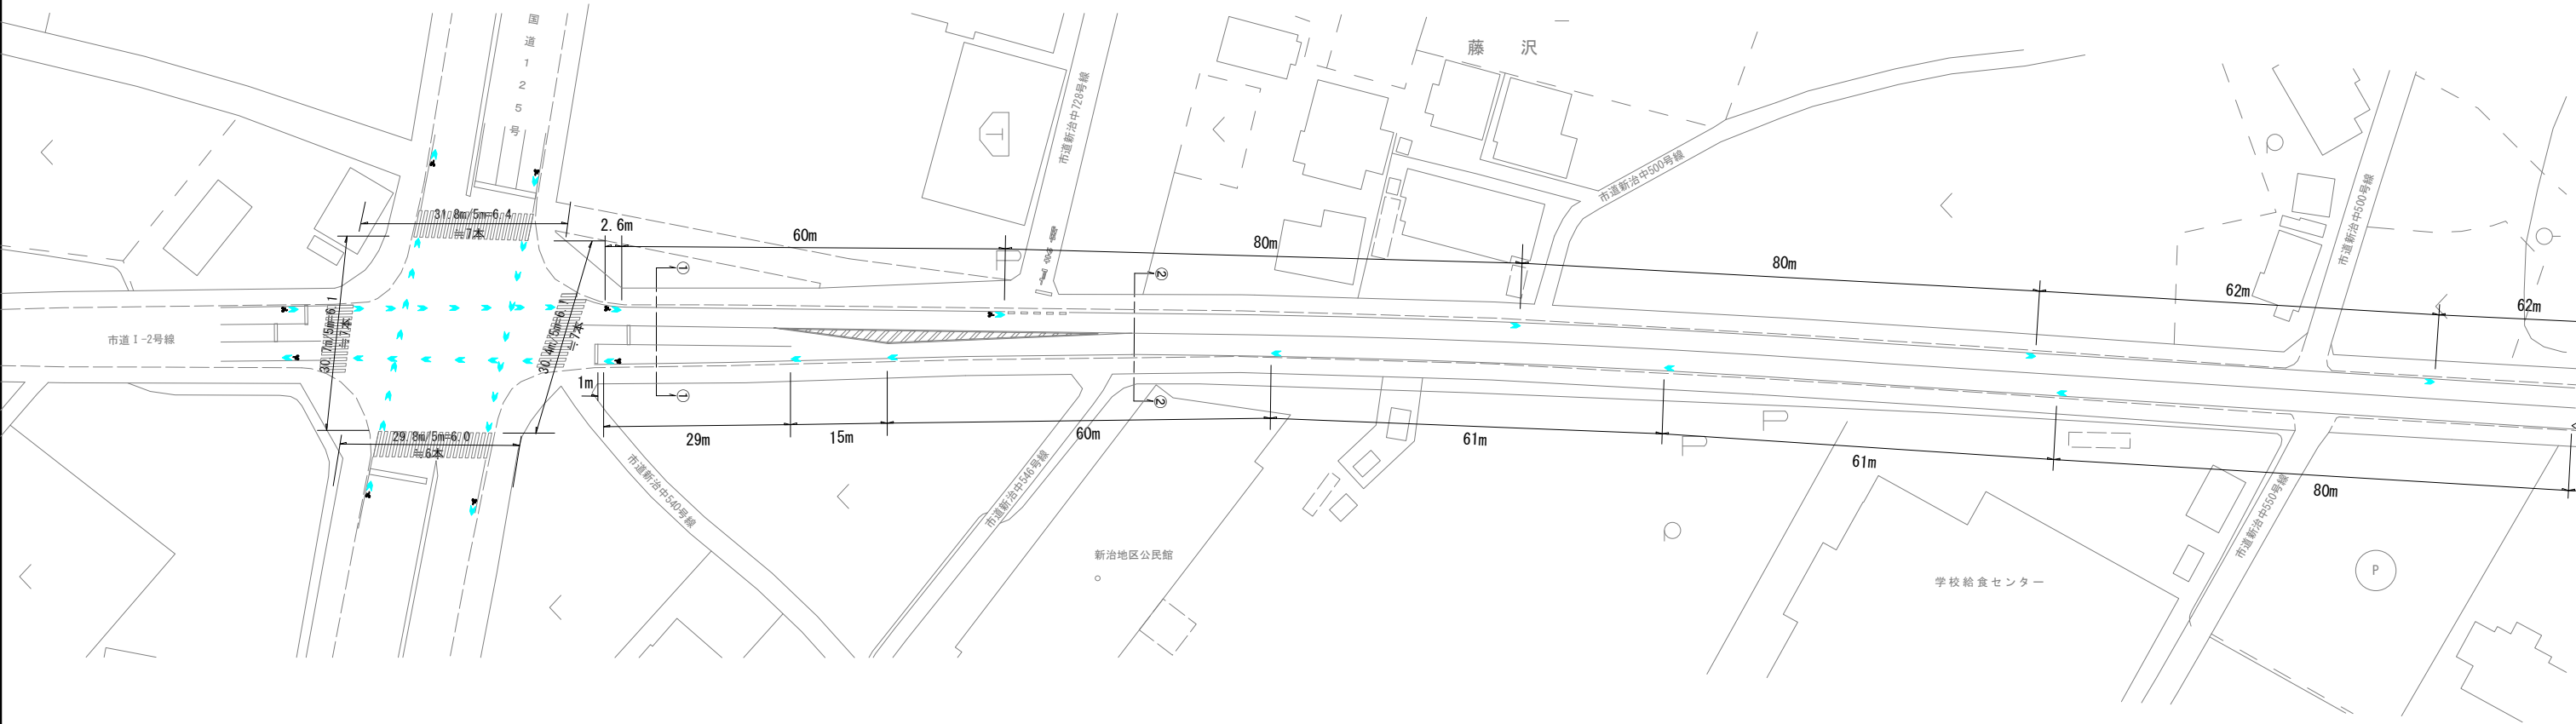 国道125号
藤 沢
市道新治中728号線
市道新治中500号線
市道新治中500号線
31.8m/5m=6.4
≒7本
2.6m
60m
80m
80m
62m
62m
①
②
市道Ⅰ-2号線
30.7m/5m=6.1
≒7本
30.4m/5m=6.1
≒7本
1m
①
②
29m
15m
60m
61m
61m
80m
29.8m/5m=6.0
≒6本
市道新治中540号線
市道新治中546号線
市道新治中550号線
新治地区公民館
学校給食センター
P